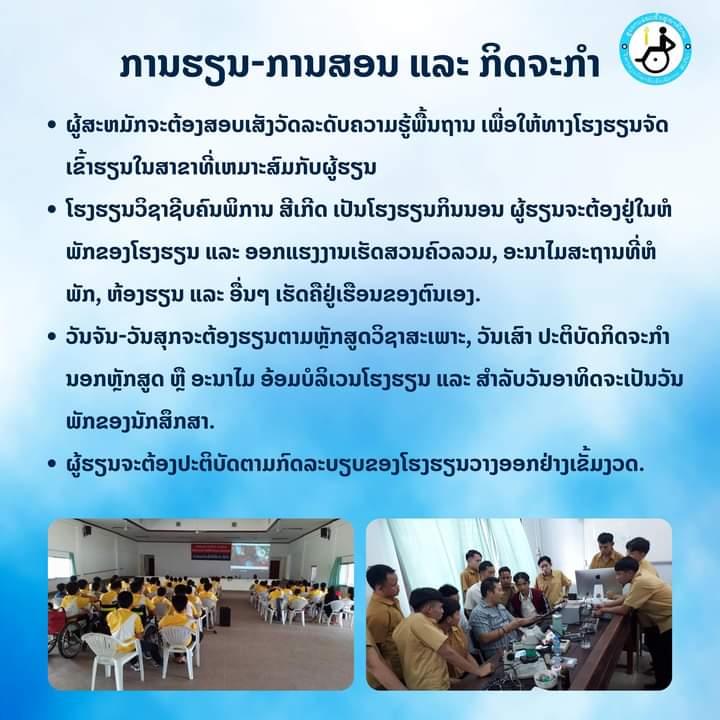 ການຮຽນ-ການສອນ ແລະ ກິດຈະກຳ
• ຜູ້ສະຫມັກຈະຕ້ອງສອບເສັງວັດລະດັບຄວາມຮູ້ພື້ນຖານ ເພື່ອໃຫ້ທາງໂຮງຮຽນຈັດ
ເຂົ້າຮຽນໃນສາຂາທີ່ເຫມາະສົມກັບຜູ້ຮຽນ
• ໂຮງຮຽນວິຊາຊີບຄົນພິການ ສີເກີດ ເປັນໂຮງຮຽນກິນນອນ ຜູ້ຮຽນຈະຕ້ອງຢູ່ໃນຫໍ
ພັກຂອງໂຮງຮຽນ ແລະ ອອກແຮງງານເຮັດສວນຄົວລວມ, ອະນາໄມສະຖານທີ່ຫໍ
ພັກ, ຫ້ອງຮຽນ ແລະ ອື່ນໆ ເຮັດຄືຢູ່ເຮືອນຂອງຕົນເອງ.
• ວັນຈັນ-ວັນສຸກຈະຕ້ອງຮຽນຕາມຫຼັກສູດວິຊາສະເພາະ, ວັນເສົາ ປະຕິບັດກິດຈະກຳ
ນອກຫຼັກສູດ ຫຼື ອະນາໄມ ອ້ອມບໍລິເວນໂຮງຮຽນ ແລະ ສຳລັບວັນອາທິດຈະເປັນວັນ
ພັກຂອງນັກສຶກສາ.
• ຜູ້ຮຽນຈະຕ້ອງປະຕິບັດຕາມກົດລະບຽບຂອງໂຮງຮຽນວາງອອກຢ່າງເຂັ້ມງວດ.